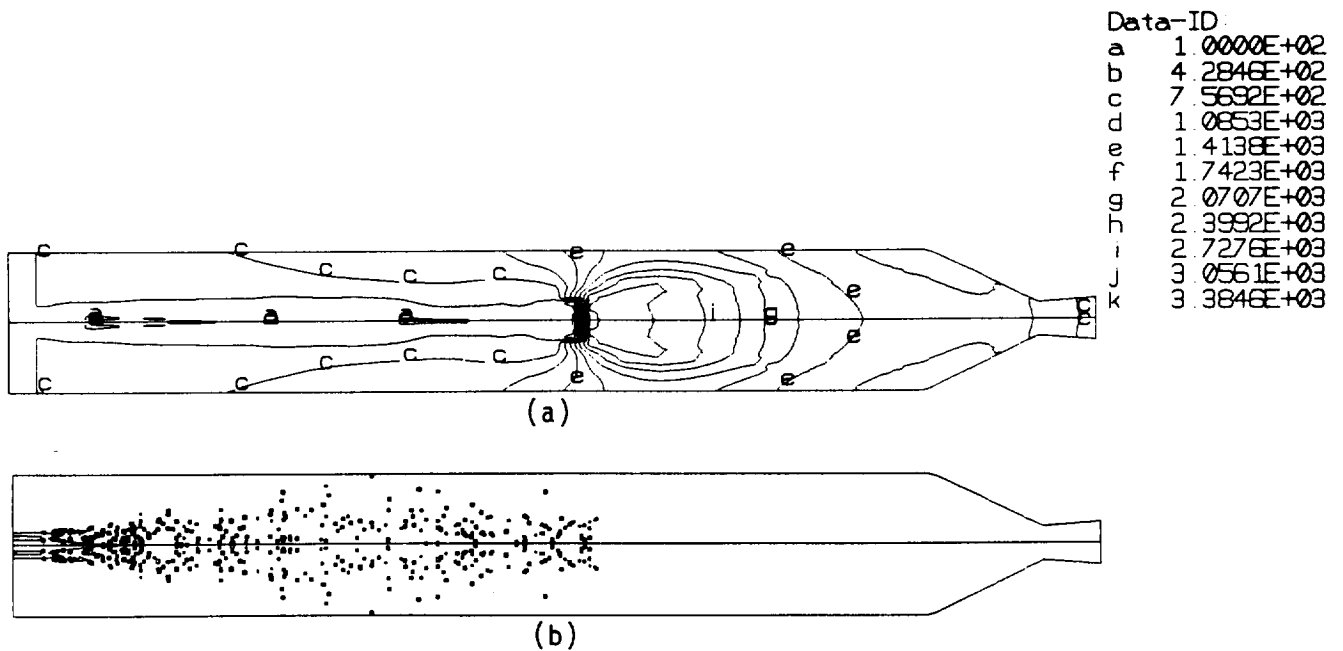 Data-ID
a 1.0000E+02
b 4.2846E+02
c 7.5692E+02
d 1.0853E+03
e 1.4138E+03
f 1.7423E+03
g 2.0707E+03
h 2.3992E+03
i 2.7276E+03
j 3.0561E+03
k 3.3846E+03
c c e e
c c c
e
a a a i g c
c
e
c c c
c c e e
(a)
(b)